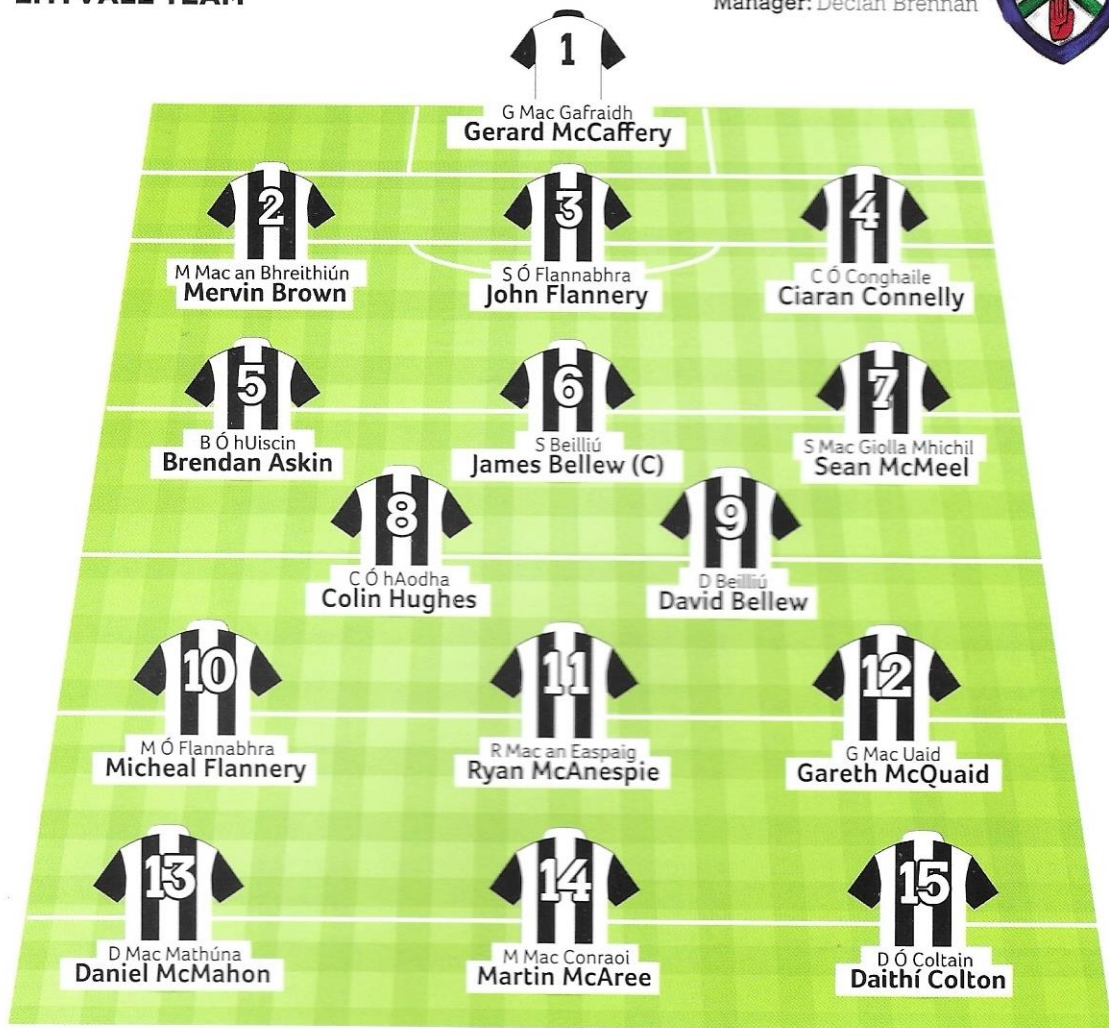 TEAM
Manager: Declan Brennan
1
G Mac Gafraidh
Gerard McCaffery
2
3
4
M Mac an Bhreithiún
Mervin Brown
S Ó Flannabhra
John Flannery
C Ó Conghaile
Ciaran Connelly
5
6
7
B Ó hUiscin
Brendan Askin
S Beilliú
James Bellew (C)
S Mac Giolla Mhichil
Sean McMeel
8
9
C Ó hAodha
Colin Hughes
D Beilliú
David Bellew
10
11
12
M Ó Flannabhra
Micheal Flannery
R Mac an Easpaig
Ryan McAnespie
G Mac Uaid
Gareth McQuaid
13
14
15
D Mac Mathúna
Daniel McMahon
M Mac Conraoi
Martin McAree
D Ó Coltain
Daithí Colton